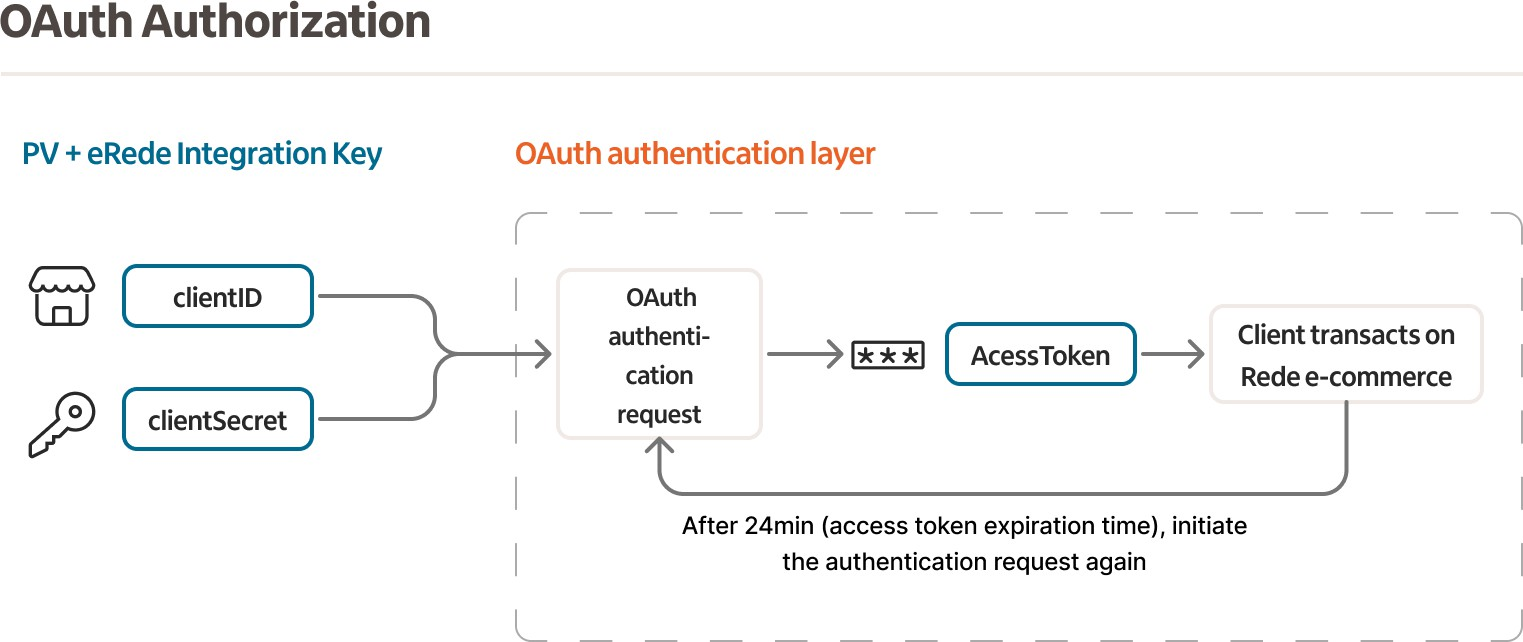 OAuth Authorization
PV + eRede Integration Key
OAuth authentication layer
clientID
clientSecret
OAuth
authenti-
cation
request
***
AcessToken
Client transacts on
Rede e-commerce
After 24min (access token expiration time), initiate
the authentication request again